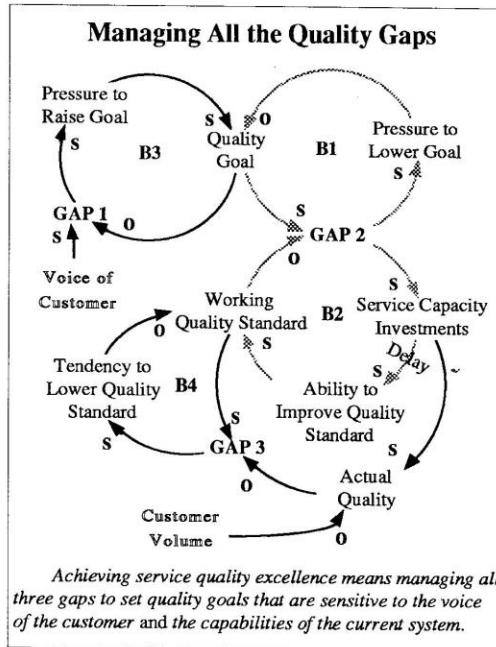 Managing All the Quality Gaps
Pressure to
Raise Goal
S
B3
S
Quality
Goal
O
B1
Pressure to
Lower Goal
S
GAP 1
S
O
S
GAP 2
O
Voice of
Customer
S
Working
Quality Standard
B2
Service Capacity
Investments
O
S
Delay
S
Tendency to
Lower Quality
Standard
B4
Ability to
Improve Quality
Standard
S
S
GAP 3
S
O
Actual
Quality
Customer
Volume
O
Achieving service quality excellence means managing all
three gaps to set quality goals that are sensitive to the voice
of the customer and the capabilities of the current system.